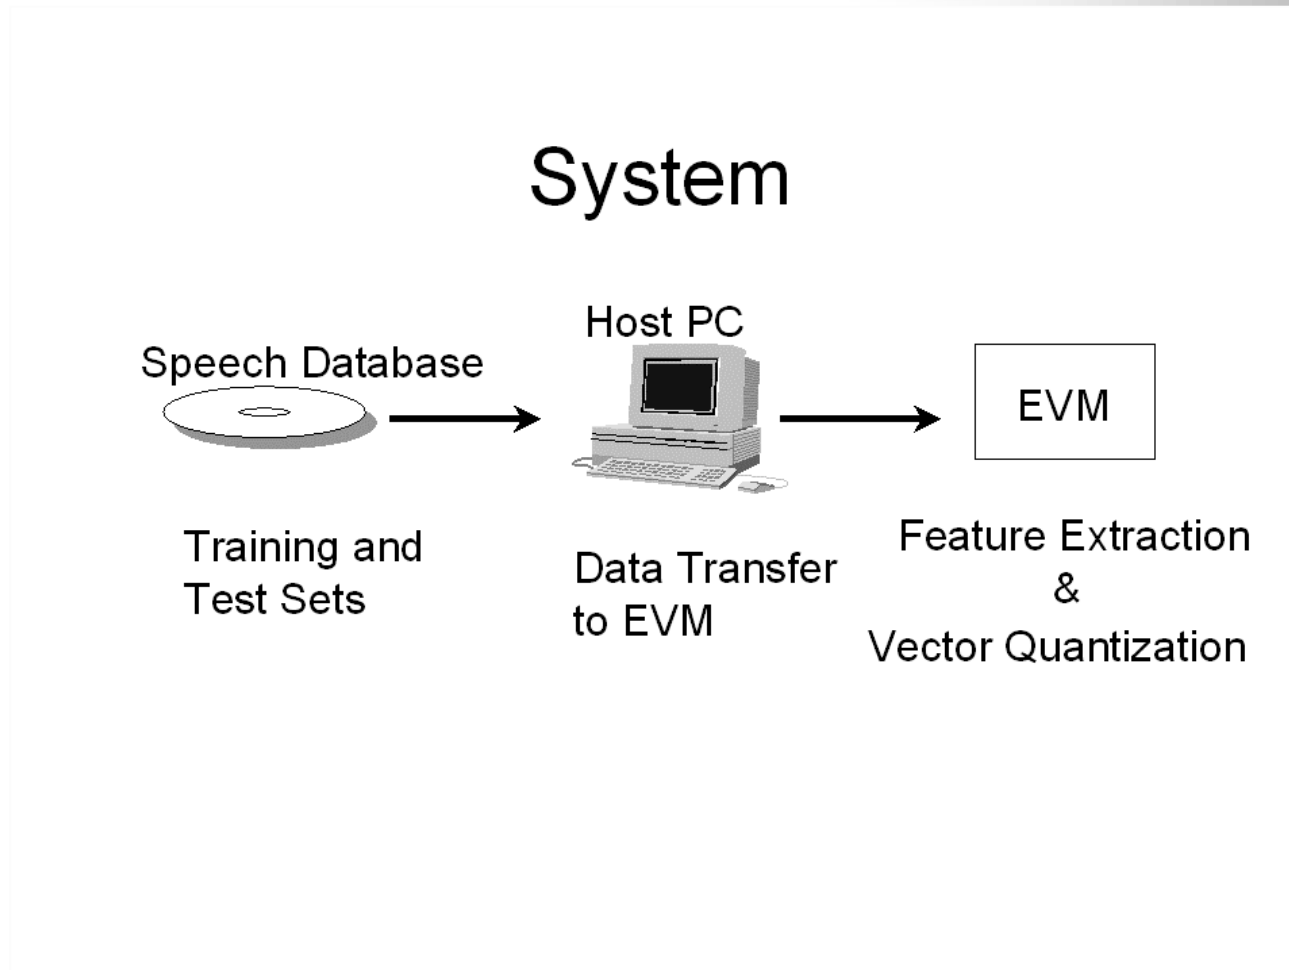 System
Speech Database
Host PC
EVM
Training and
Test Sets
Data Transfer
to EVM
Feature Extraction
&
Vector Quantization